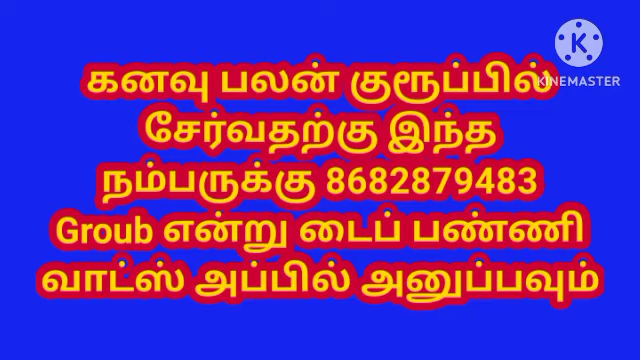 கனவு பலன் குரூப்பில்
சேர்வதற்கு இந்த
நம்பருக்கு 8682879483
Groub என்று டைப் பண்ணி
வாட்ஸ் அப்பில் அனுப்பவும்
K
KINEMASTER